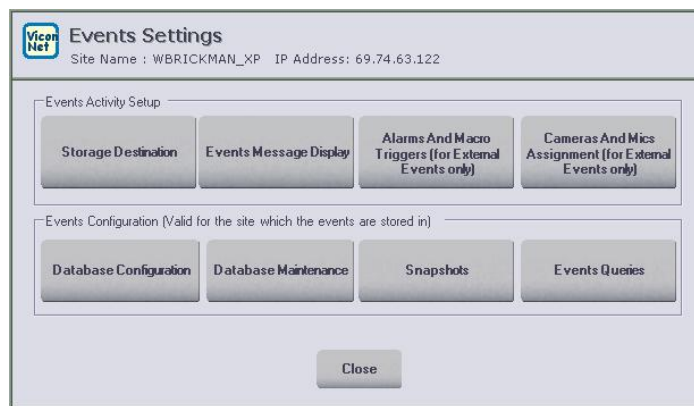 Vicon
Net
Events Settings
Site Name : WBRICKMAN_XP   IP Address: 69.74.63.122
Events Activity Setup
Storage Destination
Events Message Display
Alarms And Macro
Triggers (for External
Events only)
Cameras And Mics
Assignment (for External
Events only)
Events Configuration (Valid for the site which the events are stored in)
Database Configuration
Database Maintenance
Snapshots
Events Queries
Close